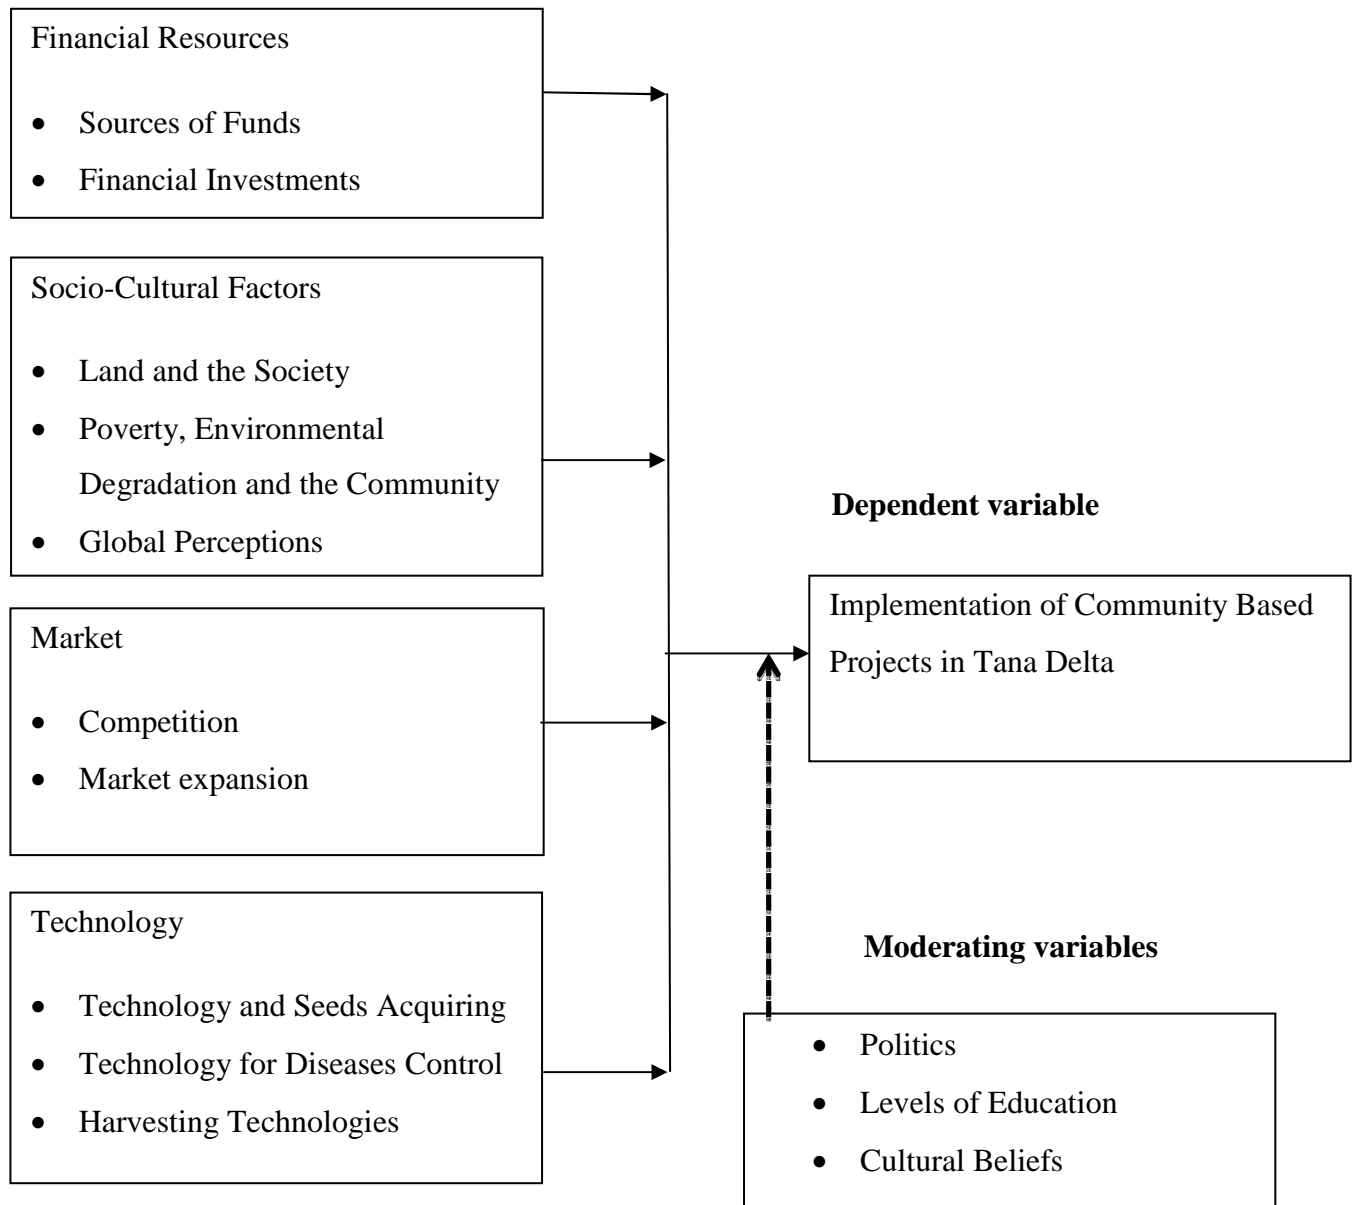 Financial Resources
• Sources of Funds
• Financial Investments
Socio-Cultural Factors
• Land and the Society
• Poverty, Environmental
Degradation and the Community
• Global Perceptions
Market
• Competition
• Market expansion
Technology
• Technology and Seeds Acquiring
• Technology for Diseases Control
• Harvesting Technologies
Dependent variable
Implementation of Community Based
Projects in Tana Delta
Moderating variables
• Politics
• Levels of Education
• Cultural Beliefs